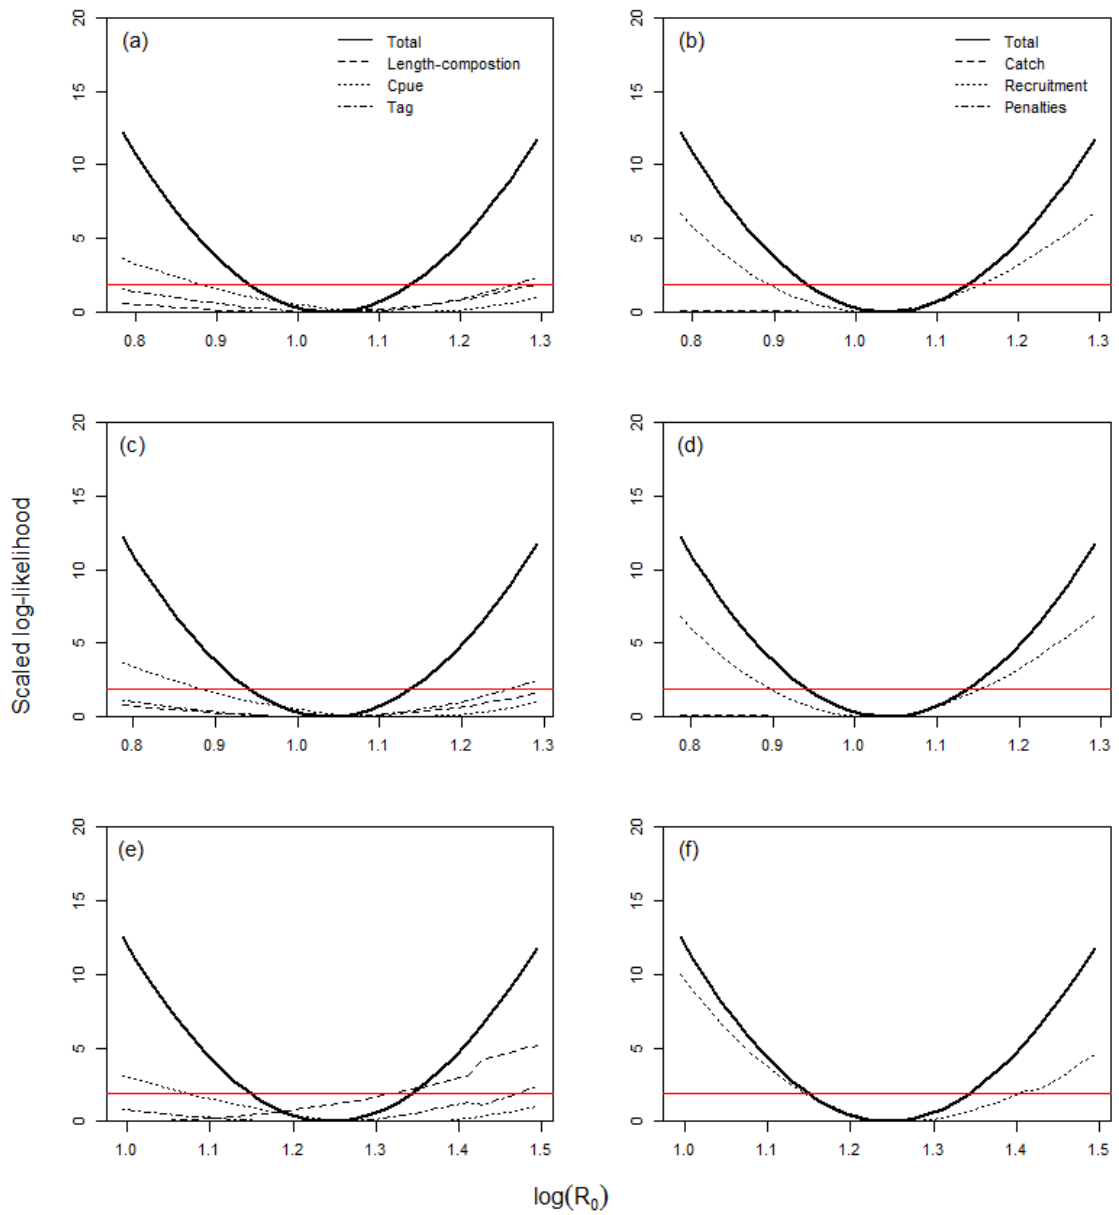 (a)
Total
Length-compostion
Cpue
Tag
0 5 10 15 20
0.8 0.9 1.0 1.1 1.2 1.3
(b)
Total
Catch
Recruitment
Penalties
0 5 10 15 20
0.8 0.9 1.0 1.1 1.2 1.3
(c)
0 5 10 15 20
0.8 0.9 1.0 1.1 1.2 1.3
(d)
0 5 10 15 20
0.8 0.9 1.0 1.1 1.2 1.3
(e)
0 5 10 15 20
1.0 1.1 1.2 1.3 1.4 1.5
(f)
0 5 10 15 20
1.0 1.1 1.2 1.3 1.4 1.5
Scaled log-likelihood
log(R₀)